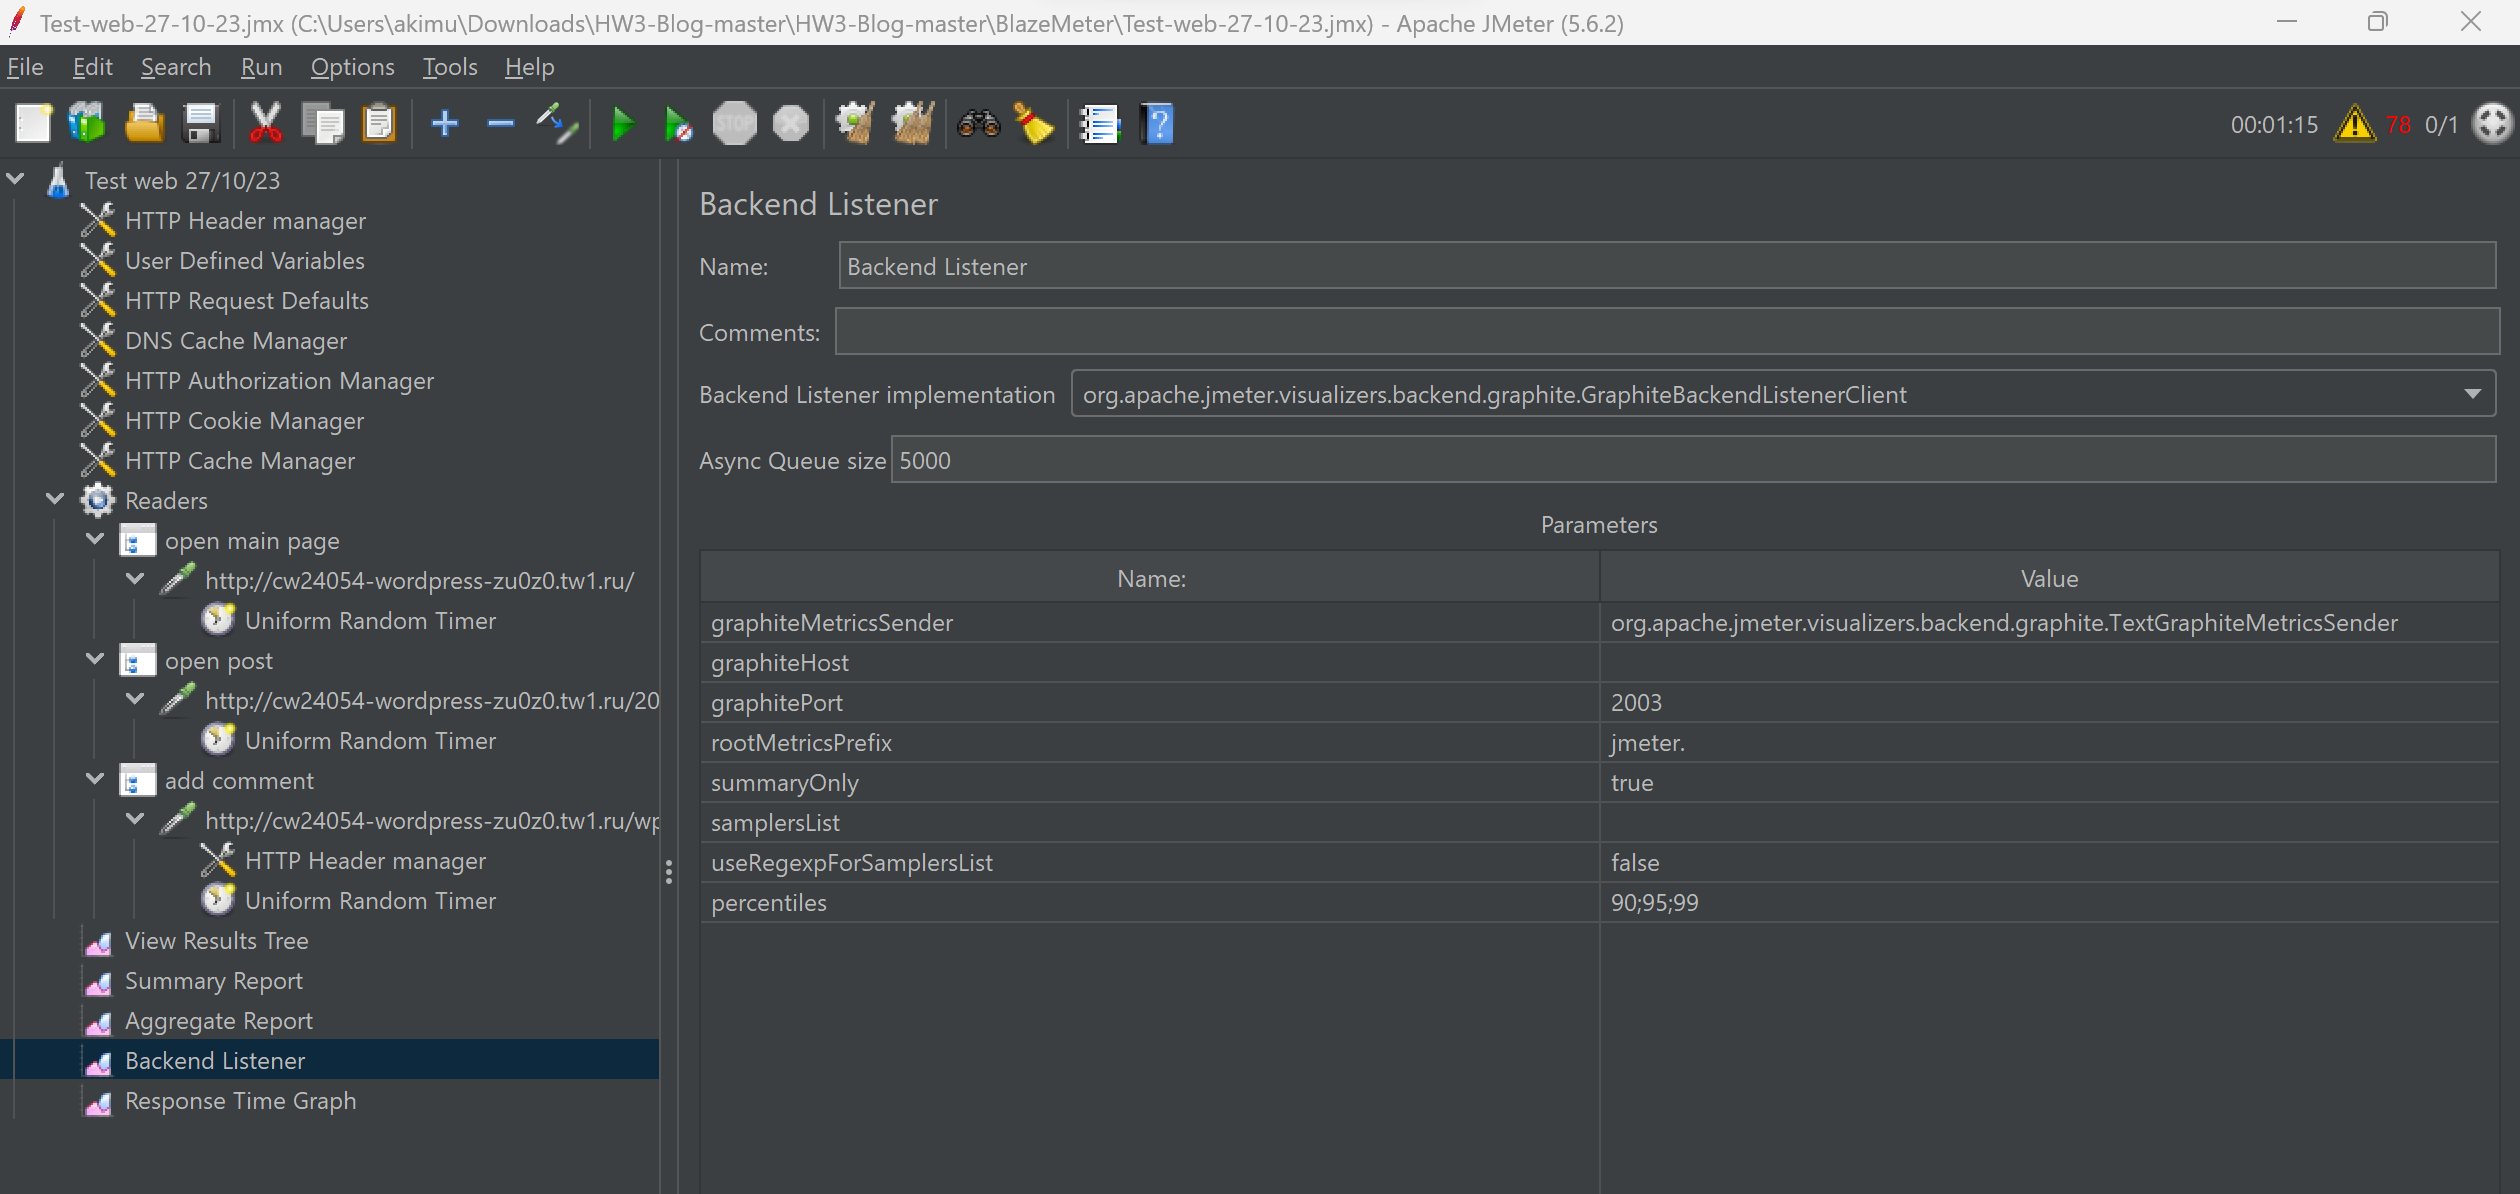 Test-web-27-10-23.jmx (C:\Users\akimu\Downloads\HW3-Blog-master\HW3-Blog-master\BlazeMeter\Test-web-27-10-23.jmx) - Apache JMeter (5.6.2)
File Edit Search Run Options Tools Help
STOP
00:01:15 78 0/1
Test web 27/10/23
HTTP Header manager
User Defined Variables
HTTP Request Defaults
DNS Cache Manager
HTTP Authorization Manager
HTTP Cookie Manager
HTTP Cache Manager
Readers
open main page
http://cw24054-wordpress-zu0z0.tw1.ru/
Uniform Random Timer
open post
http://cw24054-wordpress-zu0z0.tw1.ru/20
Uniform Random Timer
add comment
http://cw24054-wordpress-zu0z0.tw1.ru/wp
HTTP Header manager
Uniform Random Timer
View Results Tree
Summary Report
Aggregate Report
Backend Listener
Response Time Graph
Backend Listener
Name: Backend Listener
Comments:
Backend Listener implementation org.apache.jmeter.visualizers.backend.graphite.GraphiteBackendListenerClient
Async Queue size 5000
Parameters
Name: Value
graphiteMetricsSender org.apache.jmeter.visualizers.backend.graphite.TextGraphiteMetricsSender
graphiteHost
graphitePort 2003
rootMetricsPrefix jmeter.
summaryOnly true
samplersList
useRegexpForSamplersList false
percentiles 90;95;99